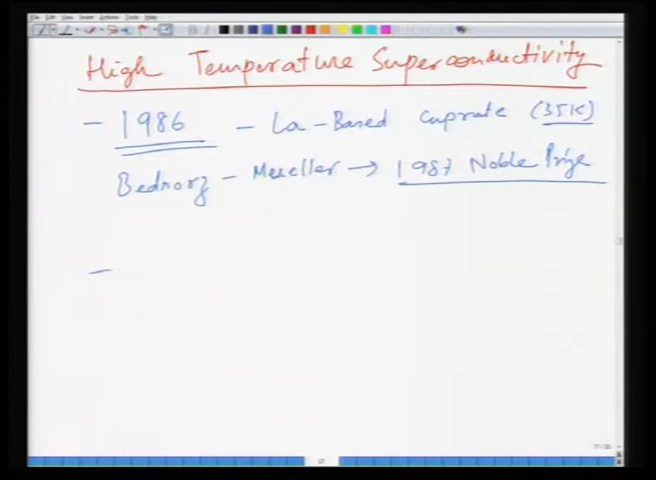 High Temperature Superconductivity
- 1986 - La-Based Cuprate (35K)
Bednorz - Mueller → 1987 Noble Prize
-